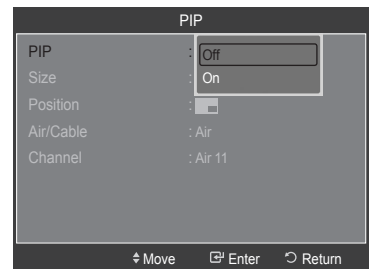 PIP
PIP : Off
Size : On
Position :
Air/Cable : Air
Channel : Air 11
Move Enter Return